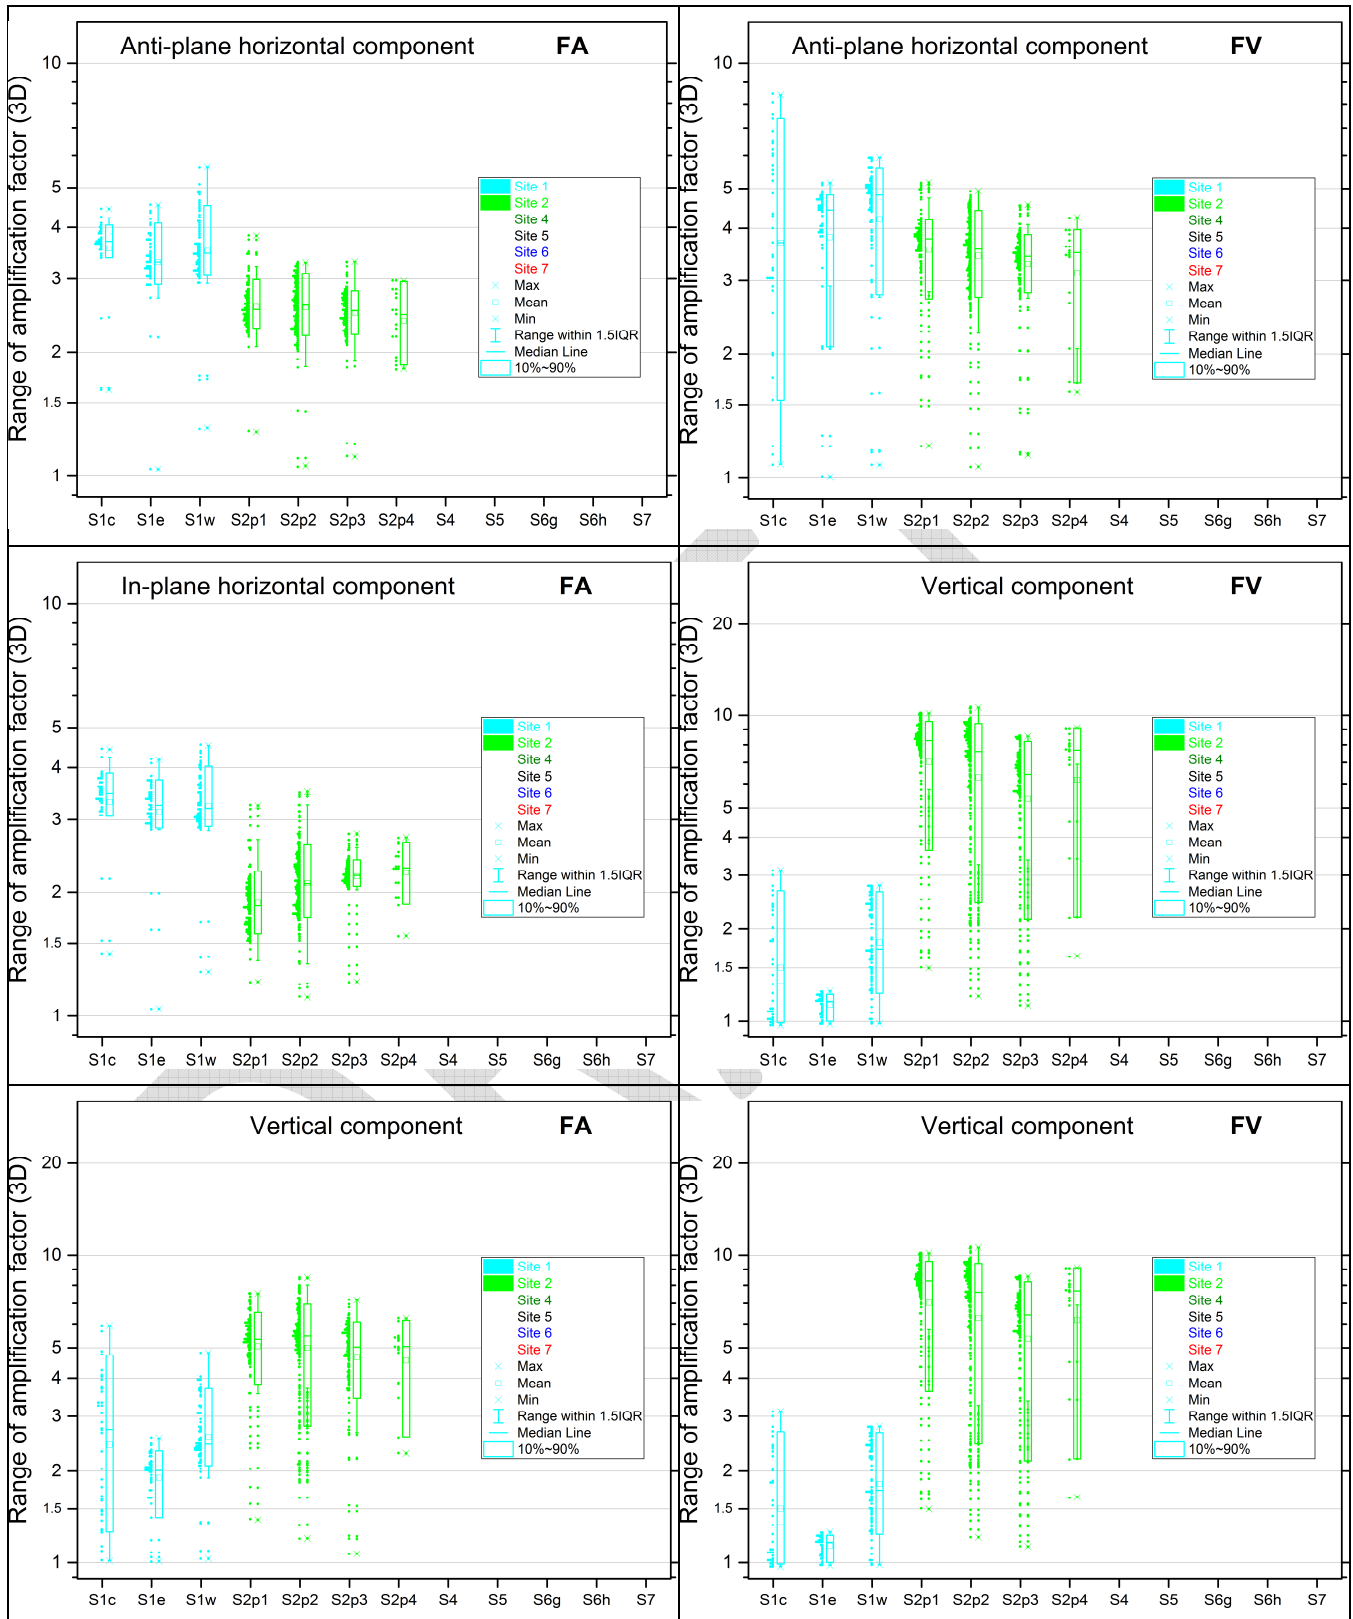 Anti-plane horizontal component FA
Range of amplification factor (3D)
10
5
4
3
2
1.5
1
Site 1
Site 2
Site 4
Site 5
Site 6
Site 7
Max
Mean
Min
Range within 1.5IQR
Median Line
10%~90%
S1c S1e S1w S2p1 S2p2 S2p3 S2p4 S4 S5 S6g S6h S7
Anti-plane horizontal component FV
Range of amplification factor (3D)
10
5
4
3
2
1.5
1
Site 1
Site 2
Site 4
Site 5
Site 6
Site 7
Max
Mean
Min
Range within 1.5IQR
Median Line
10%~90%
S1c S1e S1w S2p1 S2p2 S2p3 S2p4 S4 S5 S6g S6h S7
In-plane horizontal component FA
Range of amplification factor (3D)
10
5
4
3
2
1.5
1
Site 1
Site 2
Site 4
Site 5
Site 6
Site 7
Max
Mean
Min
Range within 1.5IQR
Median Line
10%~90%
S1c S1e S1w S2p1 S2p2 S2p3 S2p4 S4 S5 S6g S6h S7
Vertical component FV
Range of amplification factor (3D)
20
10
5
4
3
2
1.5
1
Site 1
Site 2
Site 4
Site 5
Site 6
Site 7
Max
Mean
Min
Range within 1.5IQR
Median Line
10%~90%
S1c S1e S1w S2p1 S2p2 S2p3 S2p4 S4 S5 S6g S6h S7
Vertical component FA
Range of amplification factor (3D)
20
10
5
4
3
2
1.5
1
Site 1
Site 2
Site 4
Site 5
Site 6
Site 7
Max
Mean
Min
Range within 1.5IQR
Median Line
10%~90%
S1c S1e S1w S2p1 S2p2 S2p3 S2p4 S4 S5 S6g S6h S7
Vertical component FV
Range of amplification factor (3D)
20
10
5
4
3
2
1.5
1
Site 1
Site 2
Site 4
Site 5
Site 6
Site 7
Max
Mean
Min
Range within 1.5IQR
Median Line
10%~90%
S1c S1e S1w S2p1 S2p2 S2p3 S2p4 S4 S5 S6g S6h S7